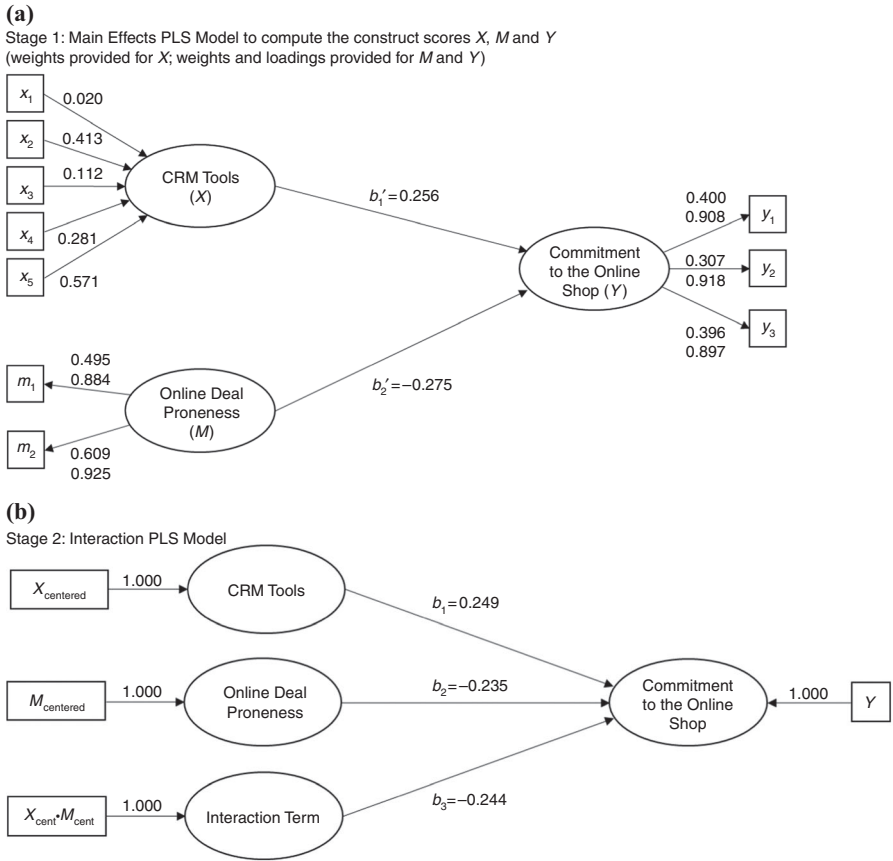 (a)
Stage 1: Main Effects PLS Model to compute the construct scores X, M and Y
(weights provided for X; weights and loadings provided for M and Y)
x1
0.020
x2
0.413
x3
0.112
x4
0.281
x5
0.571
CRM Tools
(X)
b1′=0.256
Commitment
to the Online
Shop (Y)
0.400
0.908
y1
0.307
0.918
y2
0.396
0.897
y3
m1
0.495
0.884
m2
0.609
0.925
Online Deal
Proneness
(M)
b2′=−0.275
(b)
Stage 2: Interaction PLS Model
Xcentered
1.000
CRM Tools
b1=0.249
Mcentered
1.000
Online Deal
Proneness
b2=−0.235
Commitment
to the Online
Shop
1.000
Y
Xcent•Mcent
1.000
Interaction Term
b3=−0.244